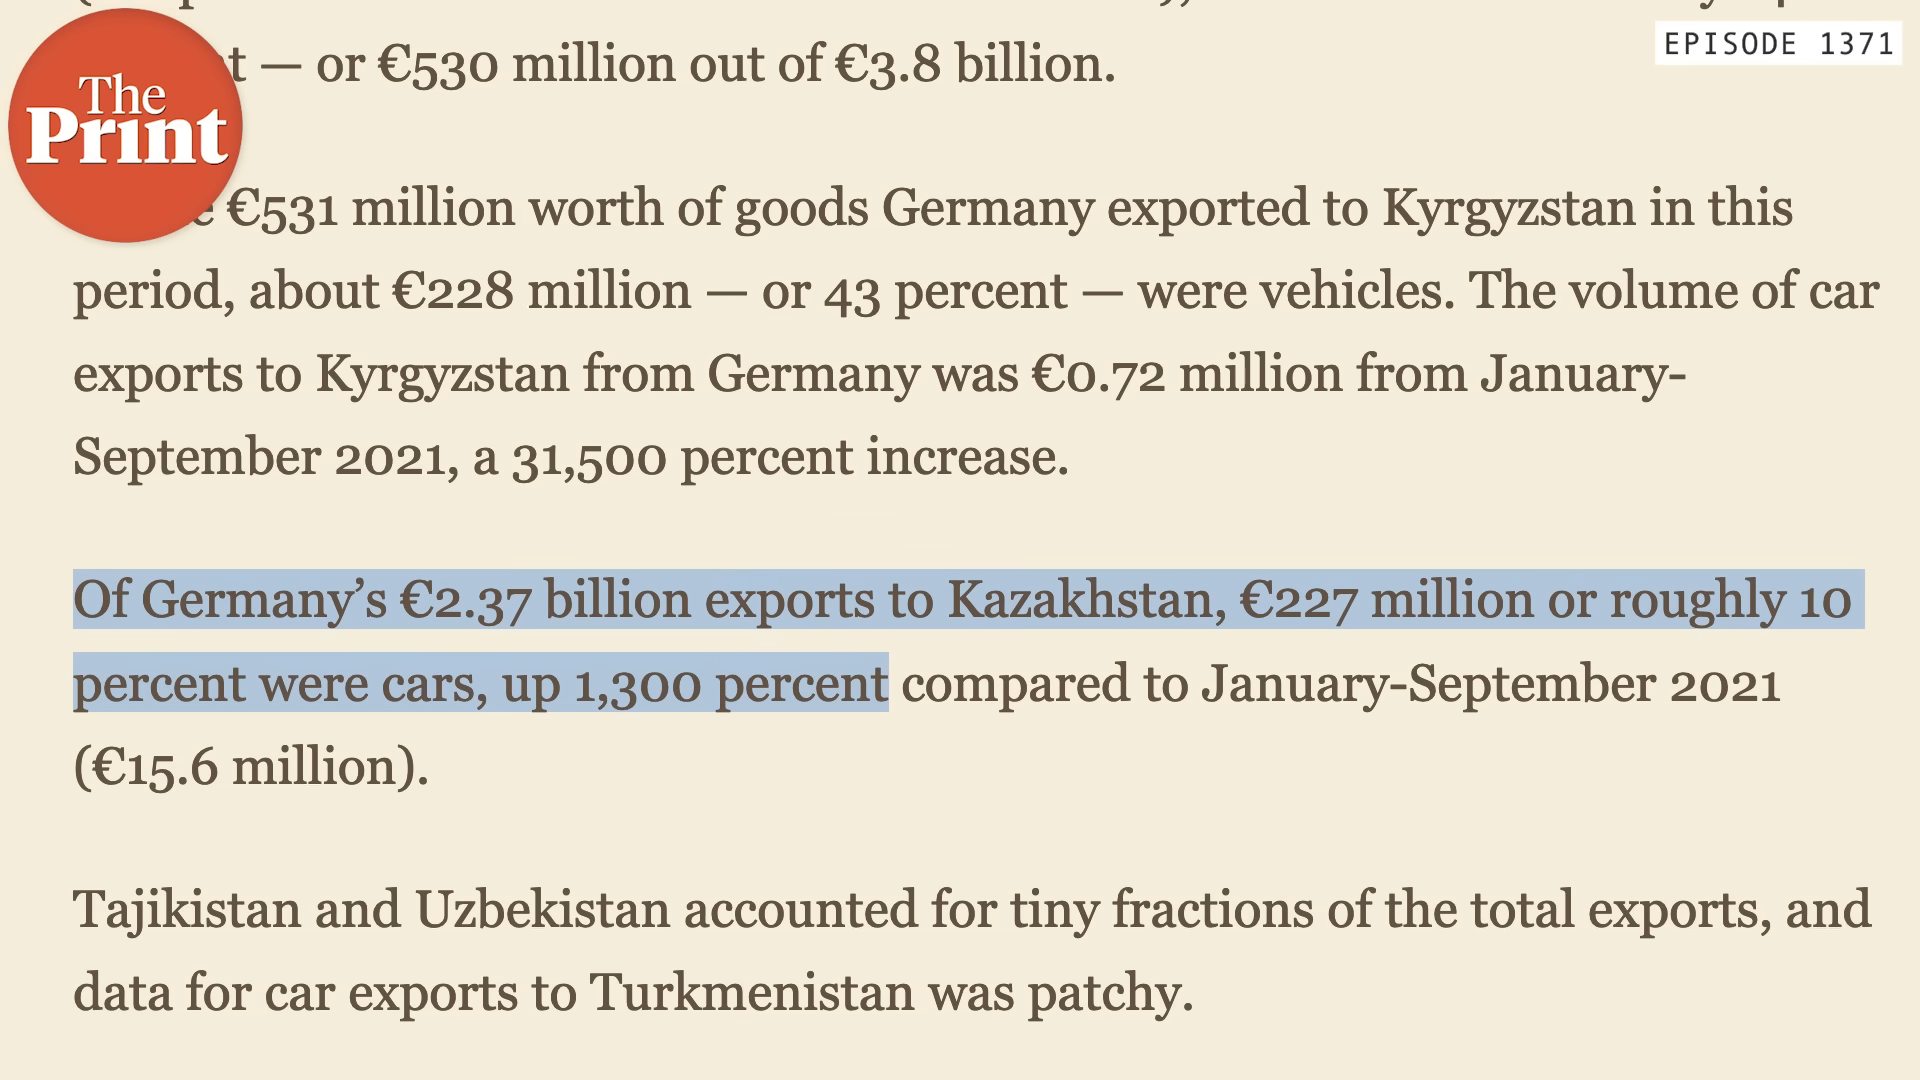 The
Print
EPISODE 1371
t — or €530 million out of €3.8 billion.
€531 million worth of goods Germany exported to Kyrgyzstan in this
period, about €228 million — or 43 percent — were vehicles. The volume of car
exports to Kyrgyzstan from Germany was €0.72 million from January-
September 2021, a 31,500 percent increase.
Of Germany’s €2.37 billion exports to Kazakhstan, €227 million or roughly 10
percent were cars, up 1,300 percent compared to January-September 2021
(€15.6 million).
Tajikistan and Uzbekistan accounted for tiny fractions of the total exports, and
data for car exports to Turkmenistan was patchy.